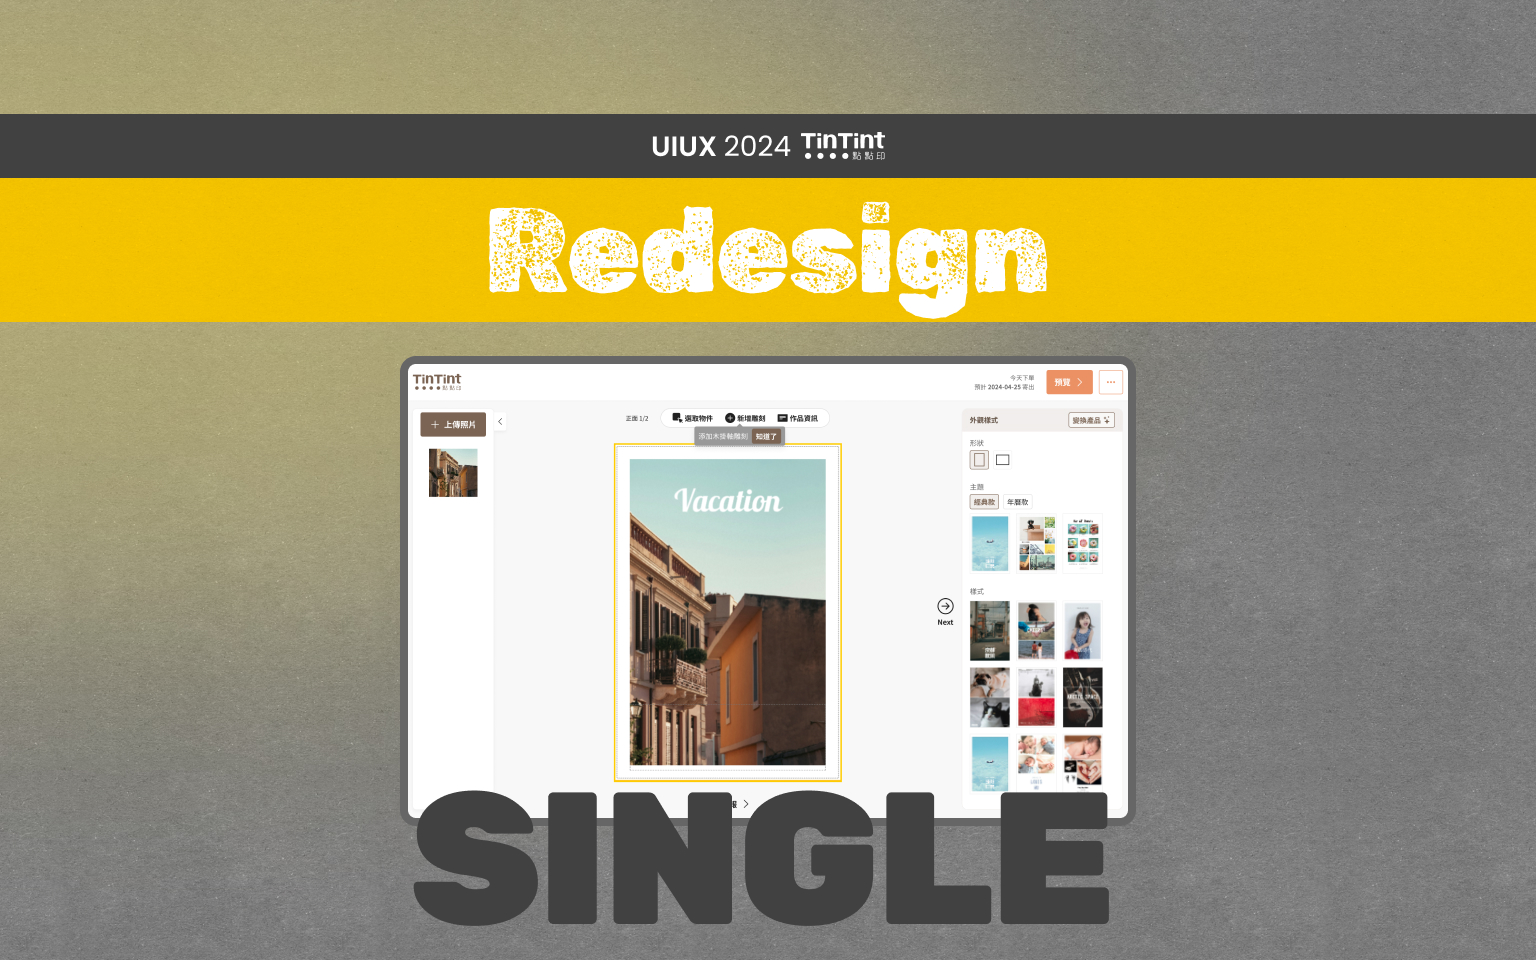 UIUX 2024 TinTint
點點印
Redesign
TinTint
點點印
今天下單
預計 2024-04-25 寄出
預覽
上傳照片
正面 1/2
選取物件
新增雕刻
作品資訊
添加木掛軸雕刻
知道了
Vacation
Next
外觀樣式
變換產品
形狀
主題
經典款
年曆款
樣式
報
SINGLE